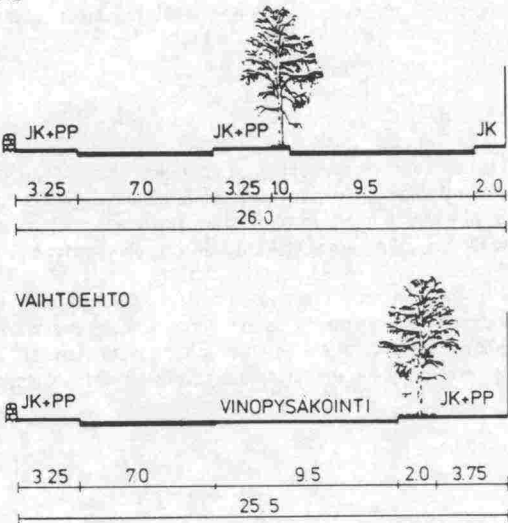 JK+PP JK+PP JK
3.25 7.0 3.25 1.0 9.5 2.0
26.0
VAIHTOEHTO
JK+PP VINOPYSÄKÖINTI JK+PP
3.25 7.0 9.5 2.0 3.75
25.5